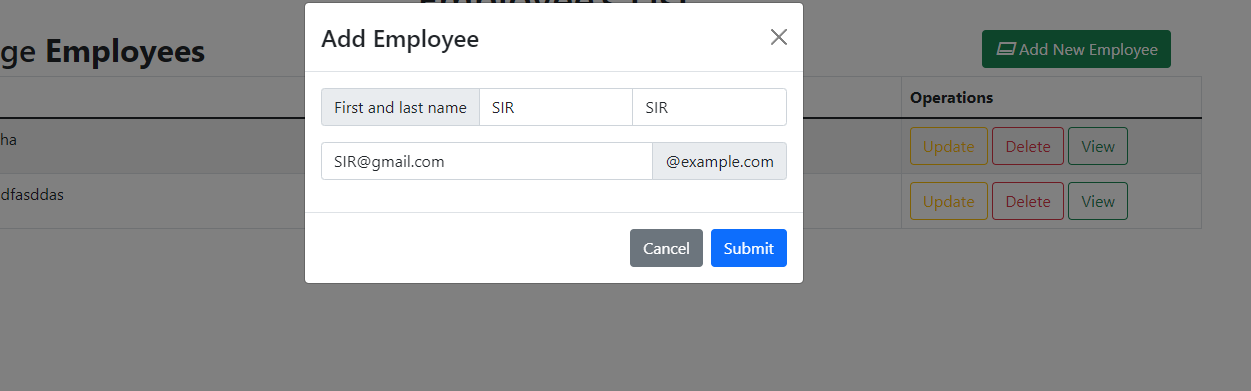 Employee's List
Add Employee
ge Employees
Add New Employee
First and last name SIR SIR
Operations
ha
Update Delete View
SIR@gmail.com @example.com
dfasddas
Update Delete View
Cancel Submit